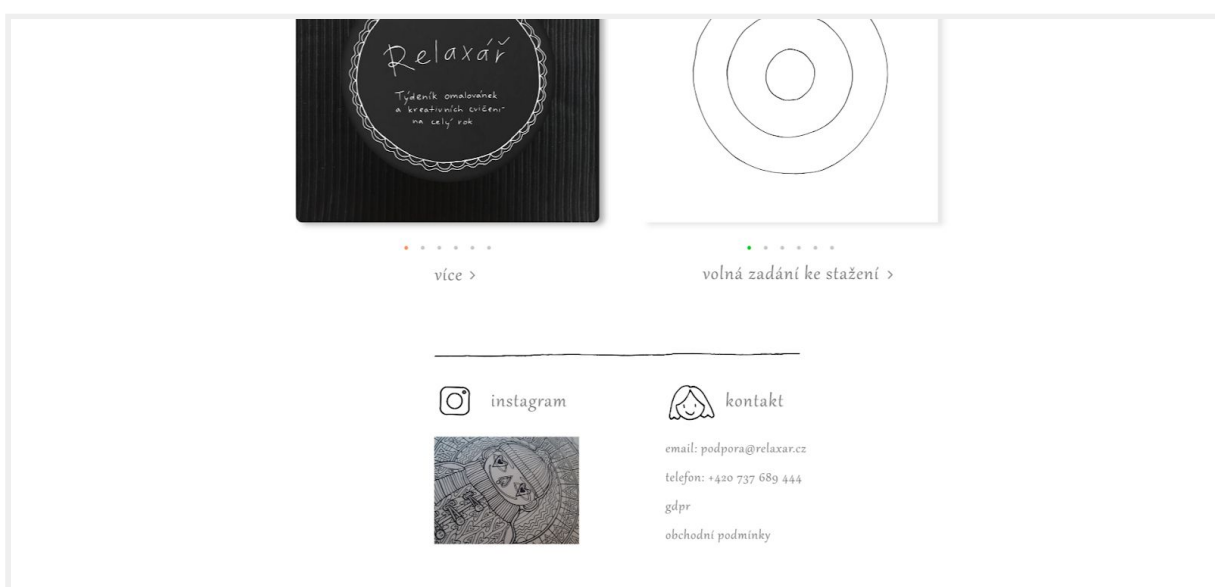 Relaxář
Týdeník omalovánek
a kreativních cvičení
na celý rok
více >
volná zadání ke stažení >
instagram
kontakt
email: podpora@relaxar.cz
telefon: +420 737 689 444
gdpr
obchodní podmínky